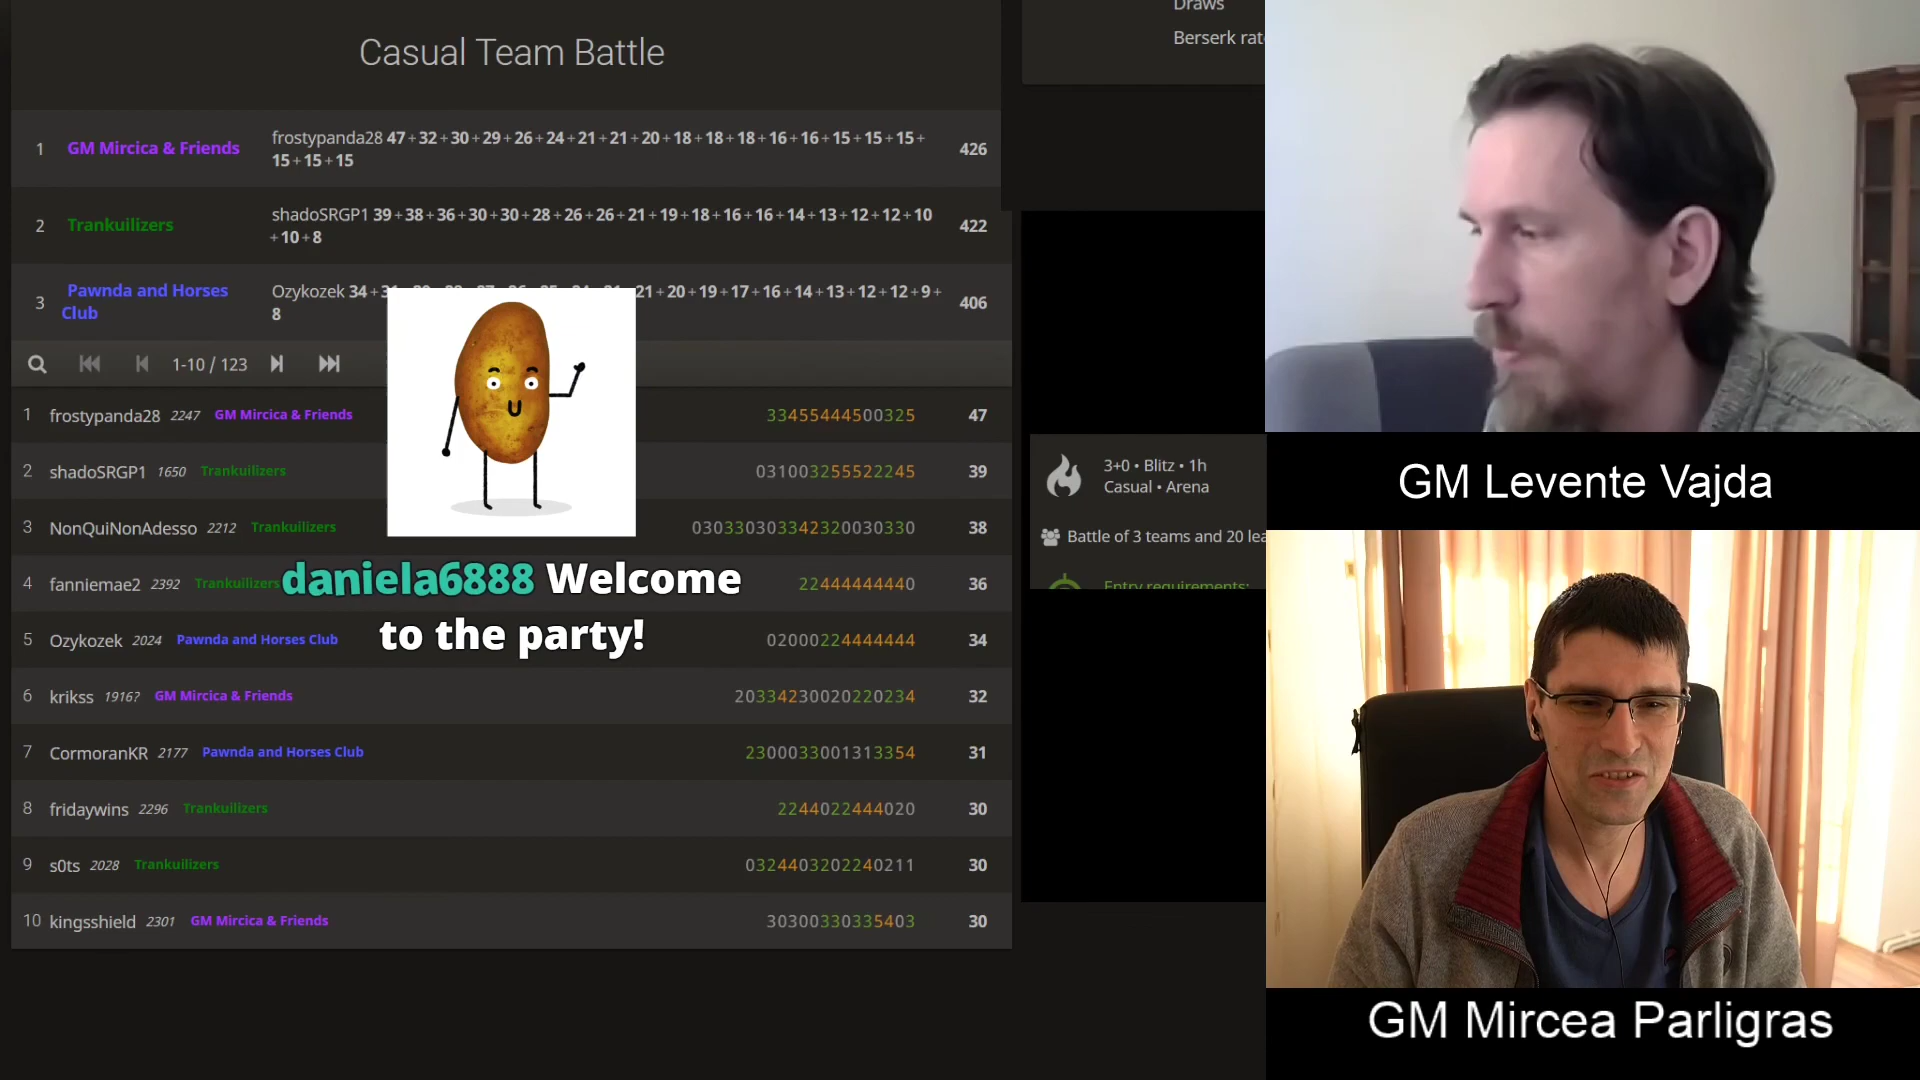 Casual Team Battle
Draws
Berserk rat
1 GM Mircica & Friends frostypanda28 47+32+30+29+26+24+21+21+20+18+18+18+16+16+15+15+15+
15+15+15 426
2 Trankuilizers shadoSRGP1 39+38+36+30+30+28+26+26+21+19+18+16+16+14+13+12+12+10
+10+8 422
3 Pawnda and Horses
Club Ozykozek 34+ 21+20+19+17+16+14+13+12+12+9+
8 406
1-10 / 123
1 frostypanda28 2247 GM Mircica & Friends 33455444500325 47
2 shadoSRGP1 1650 Trankuilizers 031003255522245 39
3 NonQuiNonAdesso 2212 Trankuilizers 030330303342320030330 38
4 fanniemae2 2392 Trankuilizers 22444444440 36
5 Ozykozek 2024 Pawnda and Horses Club 02000224444444 34
6 krikss 1916? GM Mircica & Friends 20334230020220234 32
7 CormoranKR 2177 Pawnda and Horses Club 2300033001313354 31
8 fridaywins 2296 Trankuilizers 2244022444020 30
9 s0ts 2028 Trankuilizers 0324403202240211 30
10 kingsshield 2301 GM Mircica & Friends 30300330335403 30
daniela6888 Welcome
to the party!
3+0 • Blitz • 1h
Casual • Arena
Battle of 3 teams and 20 lea
Entry requirements:
GM Levente Vajda
GM Mircea Parligras